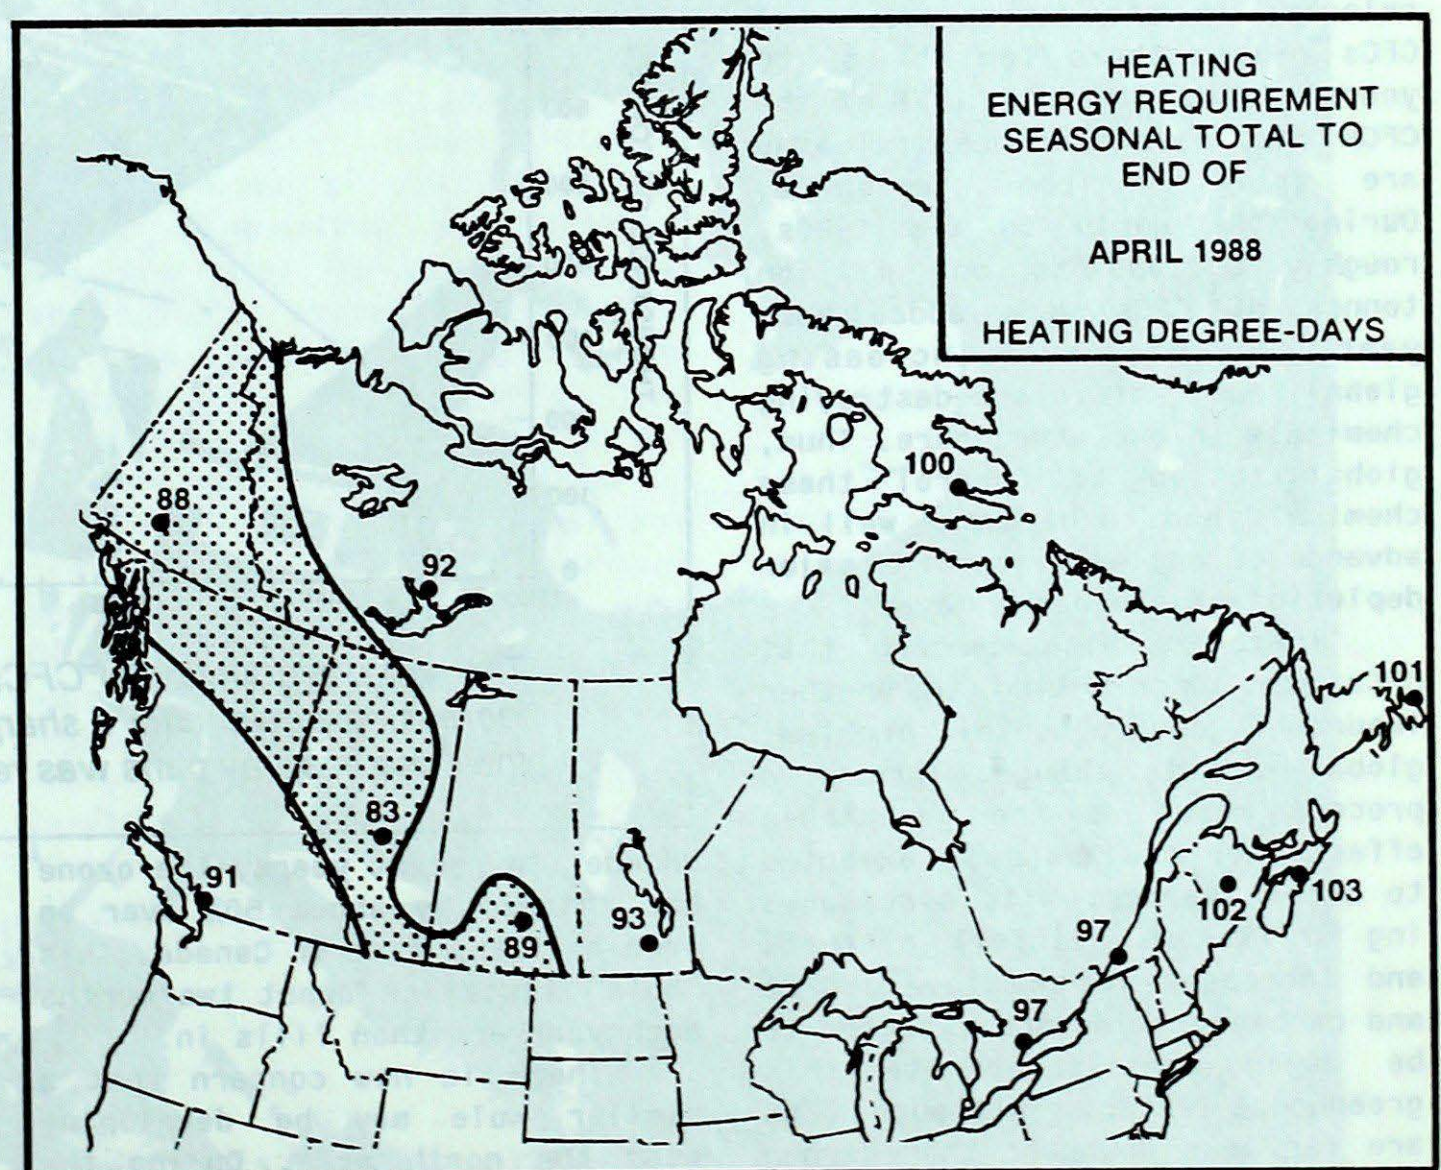 HEATING
ENERGY REQUIREMENT
SEASONAL TOTAL TO
END OF
APRIL 1988
HEATING DEGREE-DAYS
100
88
92
101
83
91
89
93
97
102
103
97